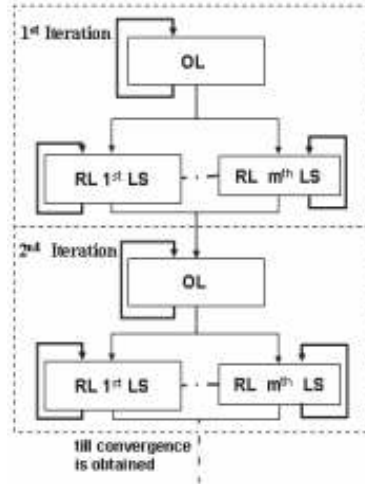 1st Iteration
OL
RL 1st LS
RL mth LS
2nd Iteration
OL
RL 1st LS
RL mth LS
till convergence
is obtained